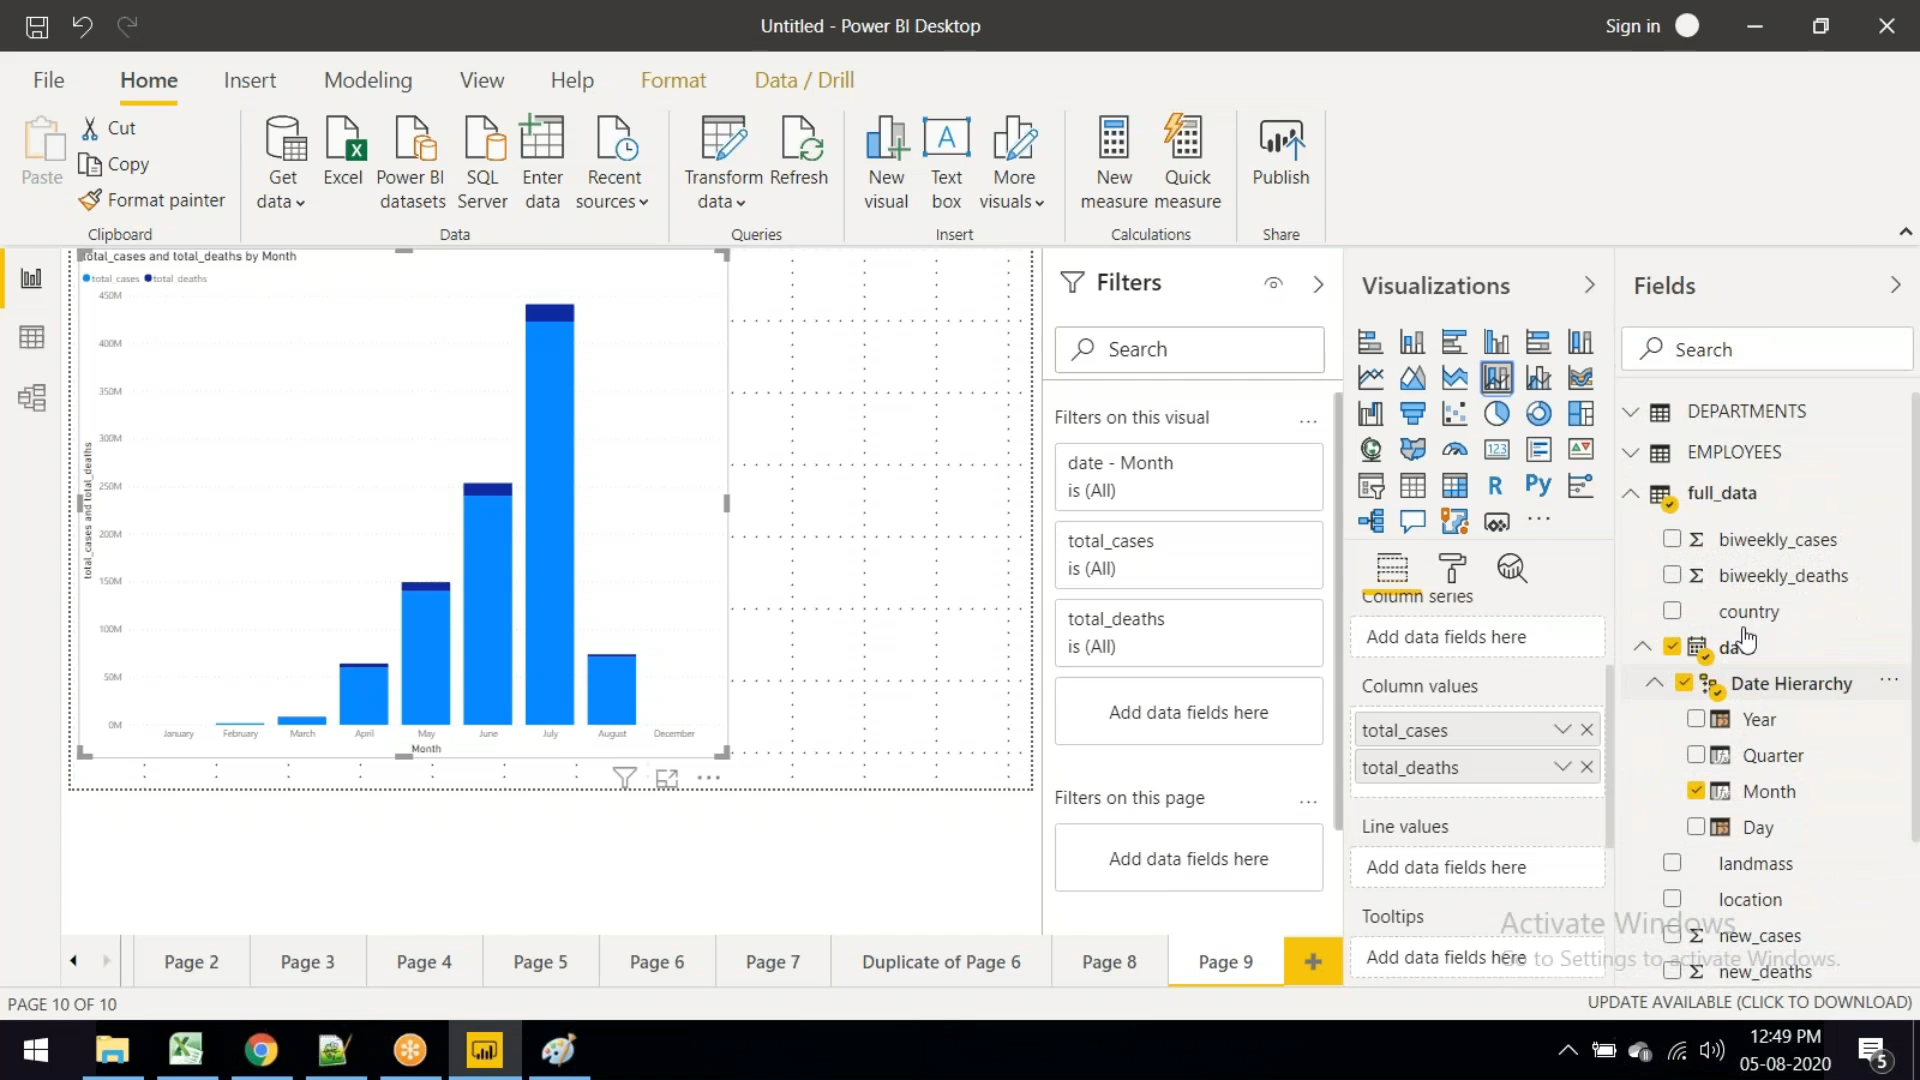 Untitled - Power BI Desktop
Sign in
File Home Insert Modeling View Help Format Data / Drill
Paste
Cut
Copy
Format painter
Clipboard
Get data
Excel
Power BI datasets
SQL Server
Enter data
Recent sources
Data
Transform data
Refresh
Queries
New visual
A
Text box
More visuals
Insert
New measure
Quick measure
Calculations
Publish
Share
total_cases and total_deaths by Month
total_cases total_deaths
450M
400M
350M
300M
250M
200M
150M
100M
50M
0M
total_cases and total_deaths
January February March April May June July August December
Month
Filters
Search
Filters on this visual
...
date - Month
is (All)
total_cases
is (All)
total_deaths
is (All)
Add data fields here
Filters on this page
...
Add data fields here
Visualizations
123
R Py
...
Column series
Add data fields here
Column values
total_cases
total_deaths
Line values
Add data fields here
Tooltips
Add data fields here
Fields
Search
DEPARTMENTS
EMPLOYEES
full_data
Σ biweekly_cases
Σ biweekly_deaths
country
da
Date Hierarchy ...
Year
Quarter
Month
Day
landmass
location
Σ new_cases
Σ new_deaths
Activate Windows
Go to Settings to activate Windows.
Page 2 Page 3 Page 4 Page 5 Page 6 Page 7 Duplicate of Page 6 Page 8 Page 9 +
PAGE 10 OF 10
UPDATE AVAILABLE (CLICK TO DOWNLOAD)
12:49 PM
05-08-2020
5